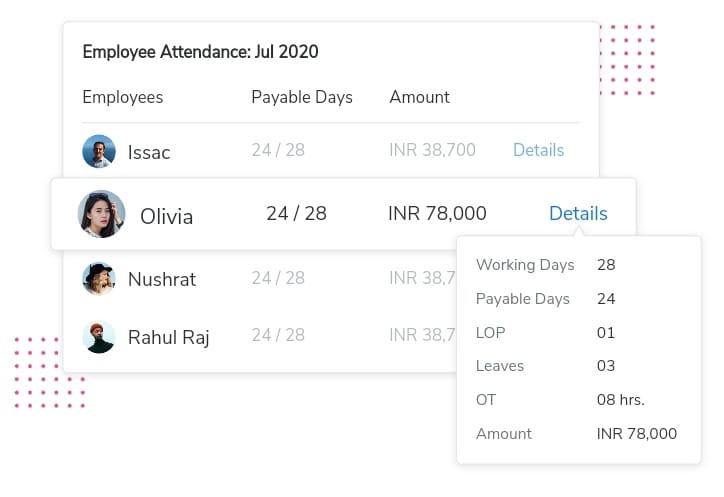 Employee Attendance: Jul 2020
Employees Payable Days Amount
Issac 24 / 28 INR 38,700 Details
Olivia 24 / 28 INR 78,000 Details
Nushrat 24 / 28 INR 38,7
Rahul Raj 24 / 28 INR 38,7
Working Days 28
Payable Days 24
LOP 01
Leaves 03
OT 08 hrs.
Amount INR 78,000